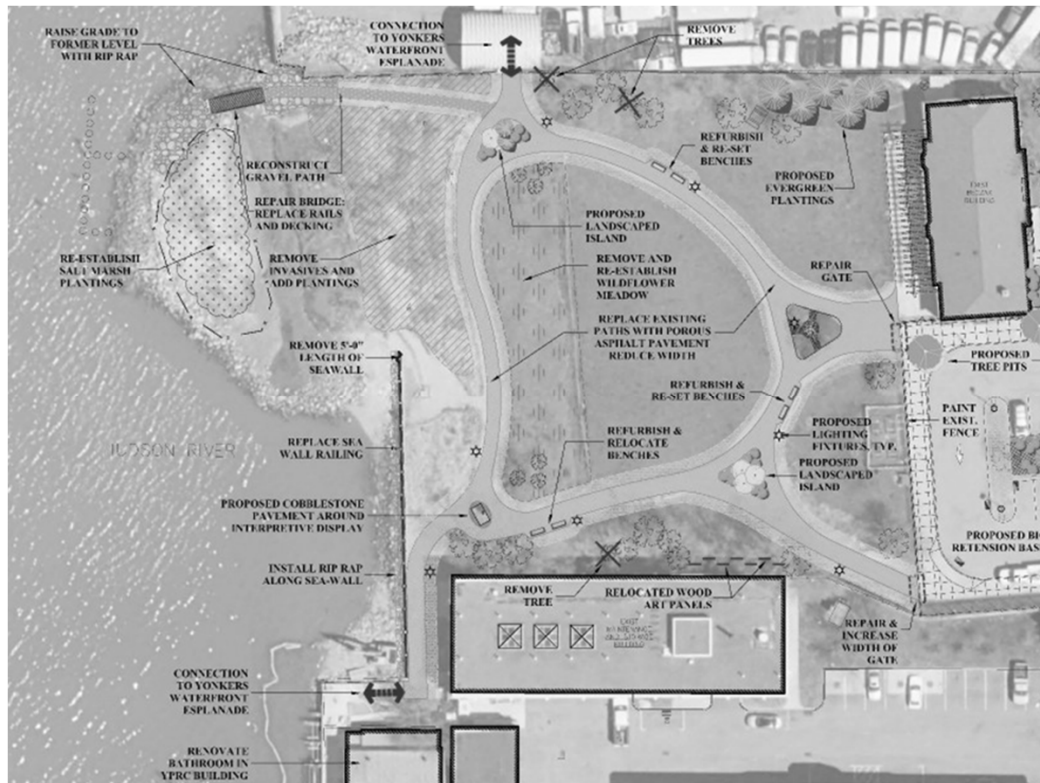 RAISE GRADE TO
FORMER LEVEL
WITH RIP RAP
CONNECTION
TO YONKERS
WATERFRONT
ESPLANADE
REMOVE
TREES
RECONSTRUCT
GRAVEL PATH
REFURBISH
& RE-SET
BENCHES
PROPOSED
EVERGREEN
PLANTINGS
REPAIR BRIDGE:
REPLACE RAILS
AND DECKING
PROPOSED
LANDSCAPED
ISLAND
RE-ESTABLISH
SALT MARSH
PLANTINGS
REMOVE
INVASIVES AND
ADD PLANTINGS
REMOVE AND
RE-ESTABLISH
WILDFLOWER
MEADOW
REPAIR
GATE
REPLACE EXISTING
PATHS WITH POROUS
ASPHALT PAVEMENT
REDUCE WIDTH
REMOVE 5'-0"
LENGTH OF
SEAWALL
PROPOSED
TREE PITS
REFURBISH &
RE-SET BENCHES
PAINT
EXIST.
FENCE
HUDSON RIVER
REPLACE SEA
WALL RAILING
REFURBISH &
RELOCATE
BENCHES
PROPOSED
LIGHTING
FIXTURES, TYP.
PROPOSED
LANDSCAPED
ISLAND
PROPOSED COBBLESTONE
PAVEMENT AROUND
INTERPRETIVE DISPLAY
PROPOSED BIO
RETENTION BAS
INSTALL RIP RAP
ALONG SEA-WALL
REMOVE
TREE
RELOCATED WOOD
ART PANELS
REPAIR &
INCREASE
WIDTH OF
GATE
CONNECTION
TO YONKERS
WATERFRONT
ESPLANADE
RENOVATE
BATHROOM IN
YPRC BUILDING